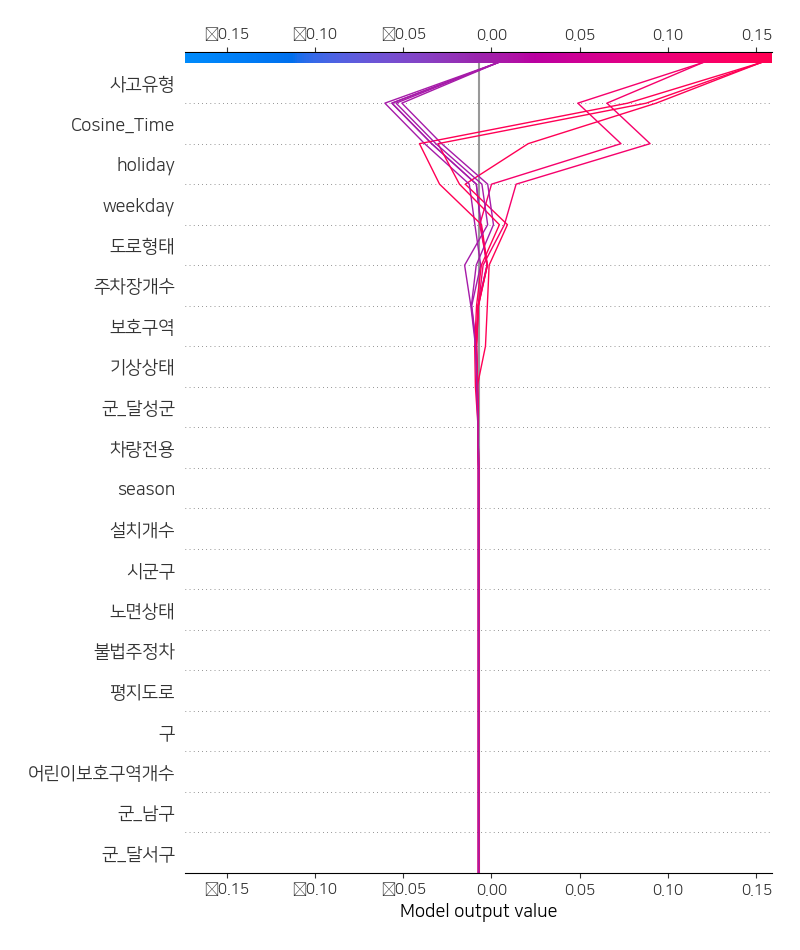 0.15 0.10 0.05 0.00 0.05 0.10 0.15
사고유형
Cosine_Time
holiday
weekday
도로형태
주차장개수
보호구역
기상상태
군_달성군
차량전용
season
설치개수
시군구
노면상태
불법주정차
평지도로
구
어린이보호구역개수
군_남구
군_달서구
0.15 0.10 0.05 0.00 0.05 0.10 0.15
Model output value